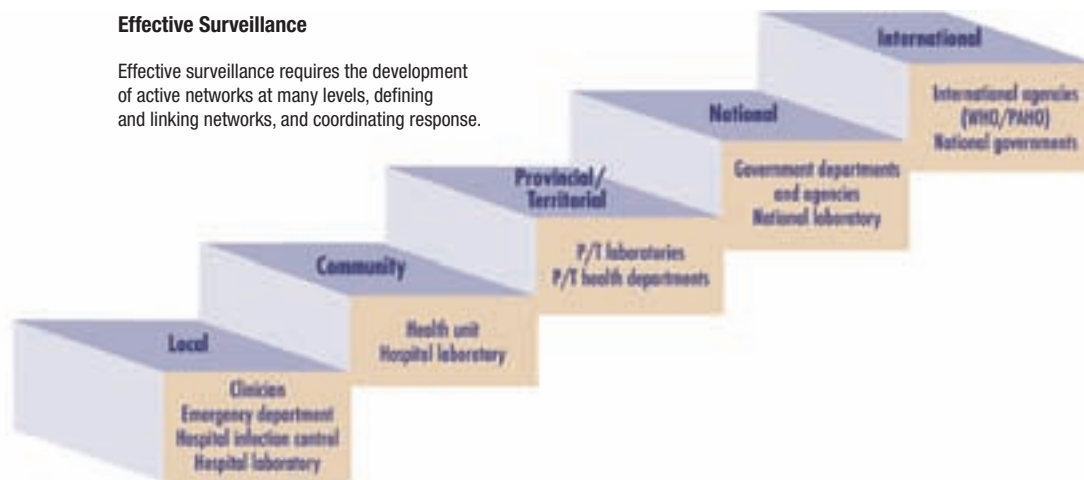 Effective Surveillance
Effective surveillance requires the development
of active networks at many levels, defining
and linking networks, and coordinating response.
International
International agencies
(WHO/PAHO)
National governments
National
Government departments
and agencies
National laboratory
Provincial/
Territorial
P/T laboratories
P/T health departments
Community
Health unit
Hospital laboratory
Local
Clinician
Emergency department
Hospital infection control
Hospital laboratory